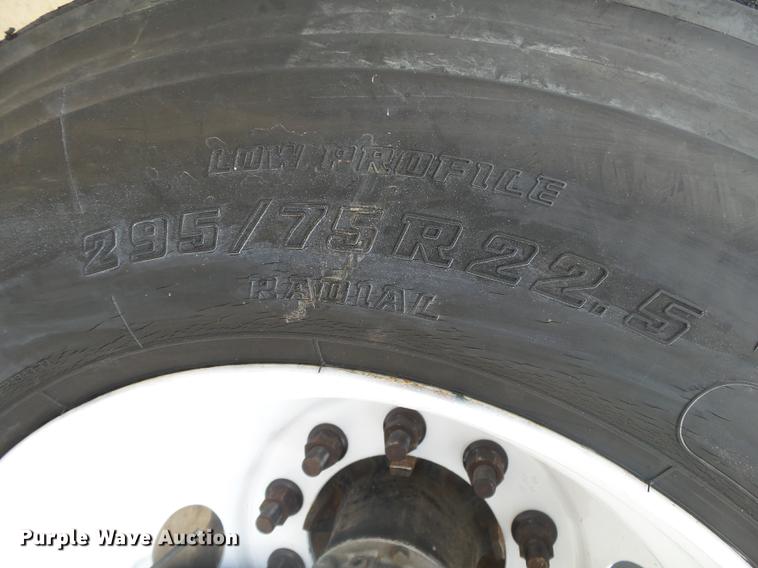 LOW PROFILE
295/75R22.5
RADIAL
Purple Wave Auction